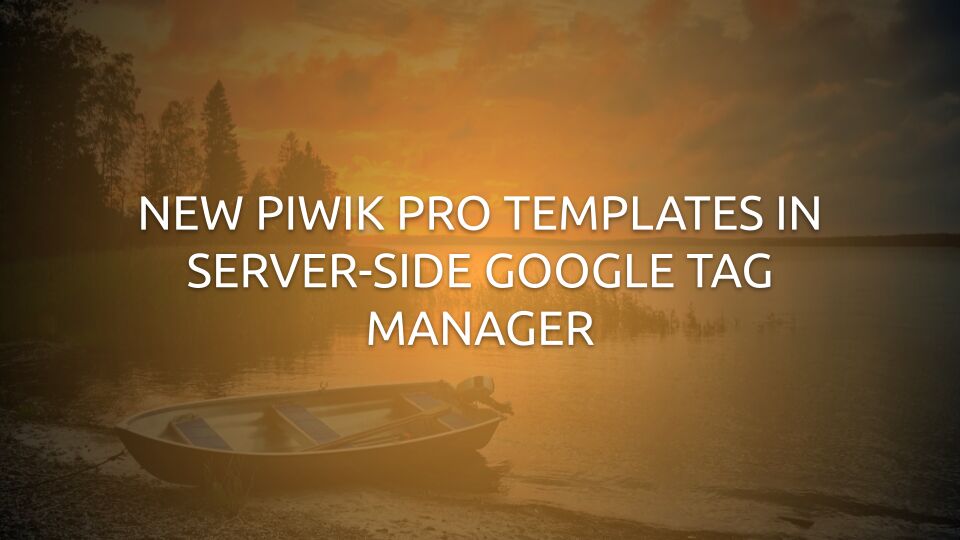 NEW PIWIK PRO TEMPLATES IN
SERVER-SIDE GOOGLE TAG
MANAGER